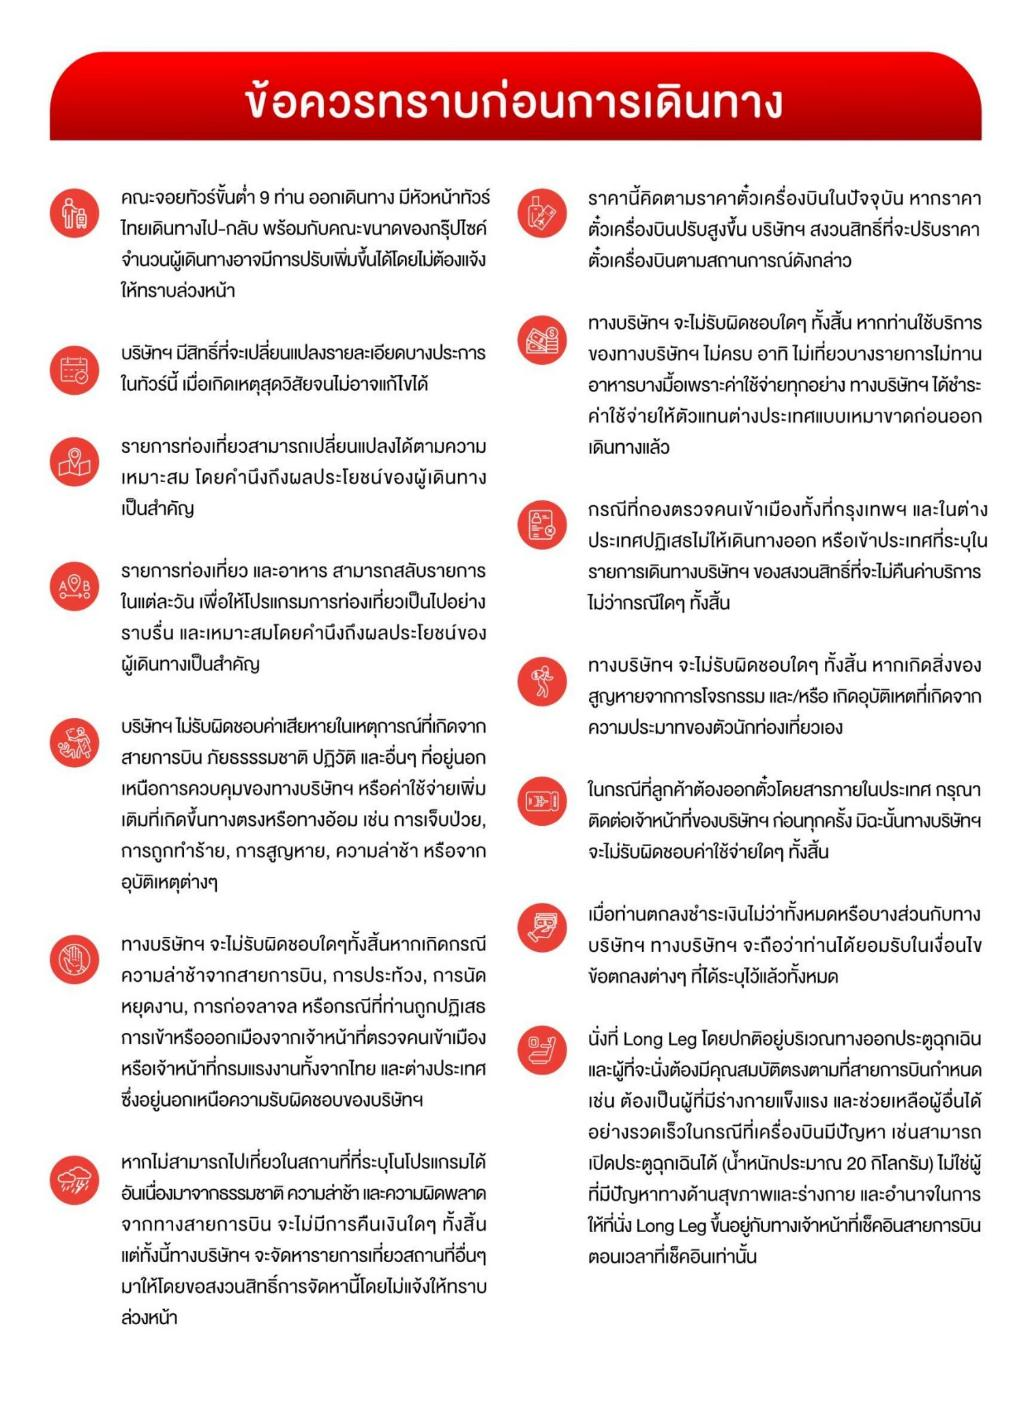 ข้อควรทราบก่อนการเดินทาง
คณะจอยทัวร์ขั้นต่ำ 9 ท่าน ออกเดินทาง มีหัวหน้าทัวร์
ไทยเดินทางไป-กลับ พร้อมกับคณะขนาดของกรุ๊ปไซค์
จำนวนผู้เดินทางอาจมีการปรับเพิ่มขึ้นได้โดยไม่ต้องแจ้ง
ให้ทราบล่วงหน้า
บริษัทฯ มีสิทธิ์ที่จะเปลี่ยนแปลงรายละเอียดบางประการ
ในทัวร์นี้ เมื่อเกิดเหตุสุดวิสัยจนไม่อาจแก้ไขได้
รายการท่องเที่ยวสามารถเปลี่ยนแปลงได้ตามความ
เหมาะสม โดยคำนึงถึงผลประโยชน์ของผู้เดินทาง
เป็นสำคัญ
รายการท่องเที่ยว และอาหาร สามารถสลับรายการ
ในแต่ละวัน เพื่อให้โปรแกรมการท่องเที่ยวเป็นไปอย่าง
ราบรื่น และเหมาะสมโดยคำนึงถึงผลประโยชน์ของ
ผู้เดินทางเป็นสำคัญ
บริษัทฯ ไม่รับผิดชอบค่าเสียหายในเหตุการณ์ที่เกิดจาก
สายการบิน ภัยธรรรมชาติ ปฏิวัติ และอื่นๆ ที่อยู่นอก
เหนือการควบคุมของทางบริษัทฯ หรือค่าใช้จ่ายเพิ่ม
เติมที่เกิดขึ้นทางตรงหรือทางอ้อม เช่น การเจ็บป่วย,
การถูกทำร้าย, การสูญหาย, ความล่าช้า หรือจาก
อุบัติเหตุต่างๆ
ทางบริษัทฯ จะไม่รับผิดชอบใดๆทั้งสิ้นหากเกิดกรณี
ความล่าช้าจากสายการบิน, การประท้วง, การนัด
หยุดงาน, การก่อจลาจล หรือกรณีที่ท่านถูกปฏิเสธ
การเข้าหรือออกเมืองจากเจ้าหน้าที่ตรวจคนเข้าเมือง
หรือเจ้าหน้าที่กรมแรงงานทั้งจากไทย และต่างประเทศ
ซึ่งอยู่นอกเหนือความรับผิดชอบของบริษัทฯ
หากไม่สามารถไปเที่ยวในสถานที่ที่ระบุโนโปรแกรมได้
อันเนื่องมาจากธรรมชาติ ความล่าช้า และความผิดพลาด
จากทางสายการบิน จะไม่มีการคืนเงินใดๆ ทั้งสิ้น
แต่ทั้งนี้ทางบริษัทฯ จะจัดหารายการเที่ยวสถานที่อื่นๆ
มาให้โดยขอสงวนสิทธิ์การจัดหานี้โดยไม่แจ้งให้ทราบ
ล่วงหน้า
ราคานี้คิดตามราคาตั๋วเครื่องบินในปัจจุบัน หากราคา
ตั๋วเครื่องบินปรับสูงขึ้น บริษัทฯ สงวนสิทธิ์ที่จะปรับราคา
ตั๋วเครื่องบินตามสถานการณ์ดังกล่าว
ทางบริษัทฯ จะไม่รับผิดชอบใดๆ ทั้งสิ้น หากท่านใช้บริการ
ของทางบริษัทฯ ไม่ครบ อาทิ ไม่เที่ยวบางรายการไม่ทาน
อาหารบางมื้อเพราะค่าใช้จ่ายทุกอย่าง ทางบริษัทฯ ได้ชำระ
ค่าใช้จ่ายให้ตัวแทนต่างประเทศแบบเหมาขาดก่อนออก
เดินทางแล้ว
กรณีที่กองตรวจคนเข้าเมืองทั้งที่กรุงเทพฯ และในต่าง
ประเทศปฏิเสธไม่ให้เดินทางออก หรือเข้าประเทศที่ระบุใน
รายการเดินทางบริษัทฯ ของสงวนสิทธิ์ที่จะไม่คืนค่าบริการ
ไม่ว่ากรณีใดๆ ทั้งสิ้น
ทางบริษัทฯ จะไม่รับผิดชอบใดๆ ทั้งสิ้น หากเกิดสิ่งของ
สูญหายจากการโจรกรรม และ/หรือ เกิดอุบัติเหตที่เกิดจาก
ความประมาทของตัวนักท่องเที่ยวเอง
ในกรณีที่ลูกค้าต้องออกตั๋วโดยสารภายในประเทศ กรุณา
ติดต่อเจ้าหน้าที่ของบริษัทฯ ก่อนทุกครั้ง มิฉะนั้นทางบริษัทฯ
จะไม่รับผิดชอบค่าใช้จ่ายใดๆ ทั้งสิ้น
เมื่อท่านตกลงชำระเงินไม่ว่าทั้งหมดหรือบางส่วนกับทาง
บริษัทฯ ทางบริษัทฯ จะถือว่าท่านได้ยอมรับในเงื่อนไข
ข้อตกลงต่างๆ ที่ได้ระบุไว้แล้วทั้งหมด
นั่งที่ Long Leg โดยปกติอยู่บริเวณทางออกประตูฉุกเฉิน
และผู้ที่จะนั่งต้องมีคุณสมบัติตรงตามที่สายการบินกำหนด
เช่น ต้องเป็นผู้ที่มีร่างกายแข็งแรง และช่วยเหลือผู้อื่นได้
อย่างรวดเร็วในกรณีที่เครื่องบินมีปัญหา เช่นสามารถ
เปิดประตูฉุกเฉินได้ (น้ำหนักประมาณ 20 กิโลกรัม) ไม่ใช่ผู้
ที่มีปัญหาทางด้านสุขภาพและร่างกาย และอำนาจในการ
ให้ที่นั่ง Long Leg ขึ้นอยู่กับทางเจ้าหน้าที่เช็คอินสายการบิน
ตอนเวลาที่เช็คอินเท่านั้น